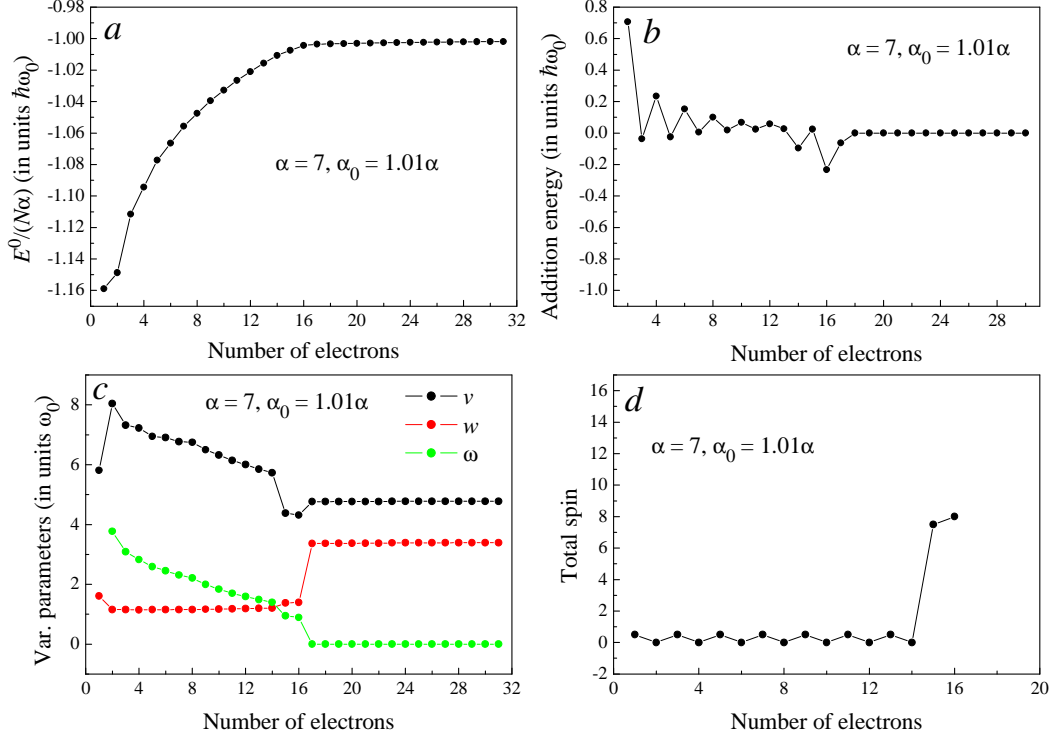 a
-0.98
-1.00
-1.02
-1.04
-1.06
-1.08
-1.10
-1.12
-1.14
-1.16
E⁰/(Nα) (in units ħω₀)
α = 7, α₀ = 1.01α
0 4 8 12 16 20 24 28 32
Number of electrons
b
0.8
0.6
0.4
0.2
0.0
-0.2
-0.4
-0.6
-0.8
-1.0
Addition energy (in units ħω₀)
α = 7, α₀ = 1.01α
4 8 12 16 20 24 28
Number of electrons
c
8
6
4
2
0
Var. parameters (in units ω₀)
α = 7, α₀ = 1.01α
v
w
ω
0 4 8 12 16 20 24 28 32
Number of electrons
d
16
14
12
10
8
6
4
2
0
-2
Total spin
α = 7, α₀ = 1.01α
0 4 8 12 16 20
Number of electrons